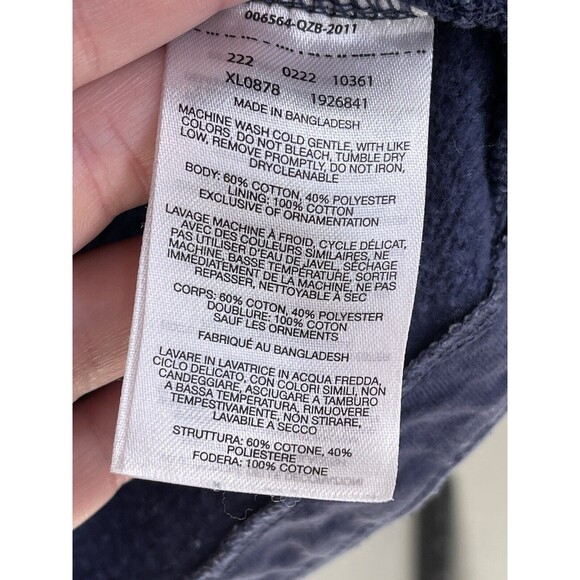 006564-QZB-2011
222 0222 10361
XL0878 1926841
MADE IN BANGLADESH
MACHINE WASH COLD GENTLE, WITH LIKE
COLORS, DO NOT BLEACH, TUMBLE DRY
LOW, REMOVE PROMPTLY, DO NOT IRON,
DRYCLEANABLE
BODY: 60% COTTON, 40% POLYESTER
LINING: 100% COTTON
EXCLUSIVE OF ORNAMENTATION
LAVAGE MACHINE À FROID, CYCLE DÉLICAT,
AVEC DES COULEURS SIMILAIRES, NE
PAS UTILISER D'EAU DE JAVEL, SÉCHAGE
MACHINE, BASSE TEMPÉRATURE, SORTIR
IMMÉDIATEMENT DE LA MACHINE, NE PAS
REPASSER, NETTOYABLE À SEC
CORPS: 60% COTON, 40% POLYESTER
DOUBLURE: 100% COTON
SAUF LES ORNEMENTS
FABRIQUÉ AU BANGLADESH
LAVARE IN LAVATRICE IN ACQUA FREDDA,
CICLO DELICATO, CON COLORI SIMILI, NON
CANDEGGIARE, ASCIUGARE A TAMBURO
A BASSA TEMPERATURA, RIMUOVERE
TEMPESTIVAMENTE, NON STIRARE,
LAVABILE A SECCO
STRUTTURA: 60% COTONE, 40%
POLIESTERE
FODERA: 100% COTONE